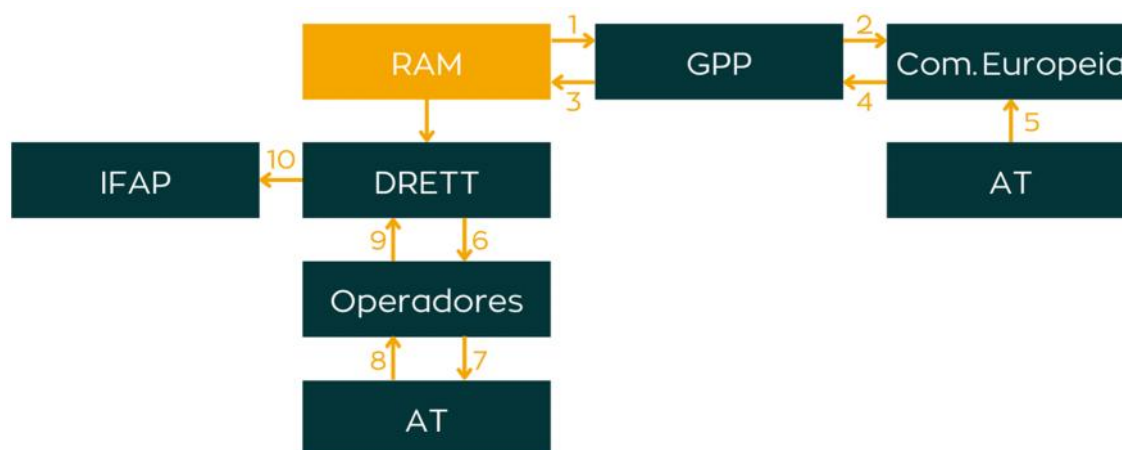 RAM
1
GPP
2
Com.Europeia
3
4
5
IFAP
10
DRETT
AT
9
6
Operadores
8
7
AT